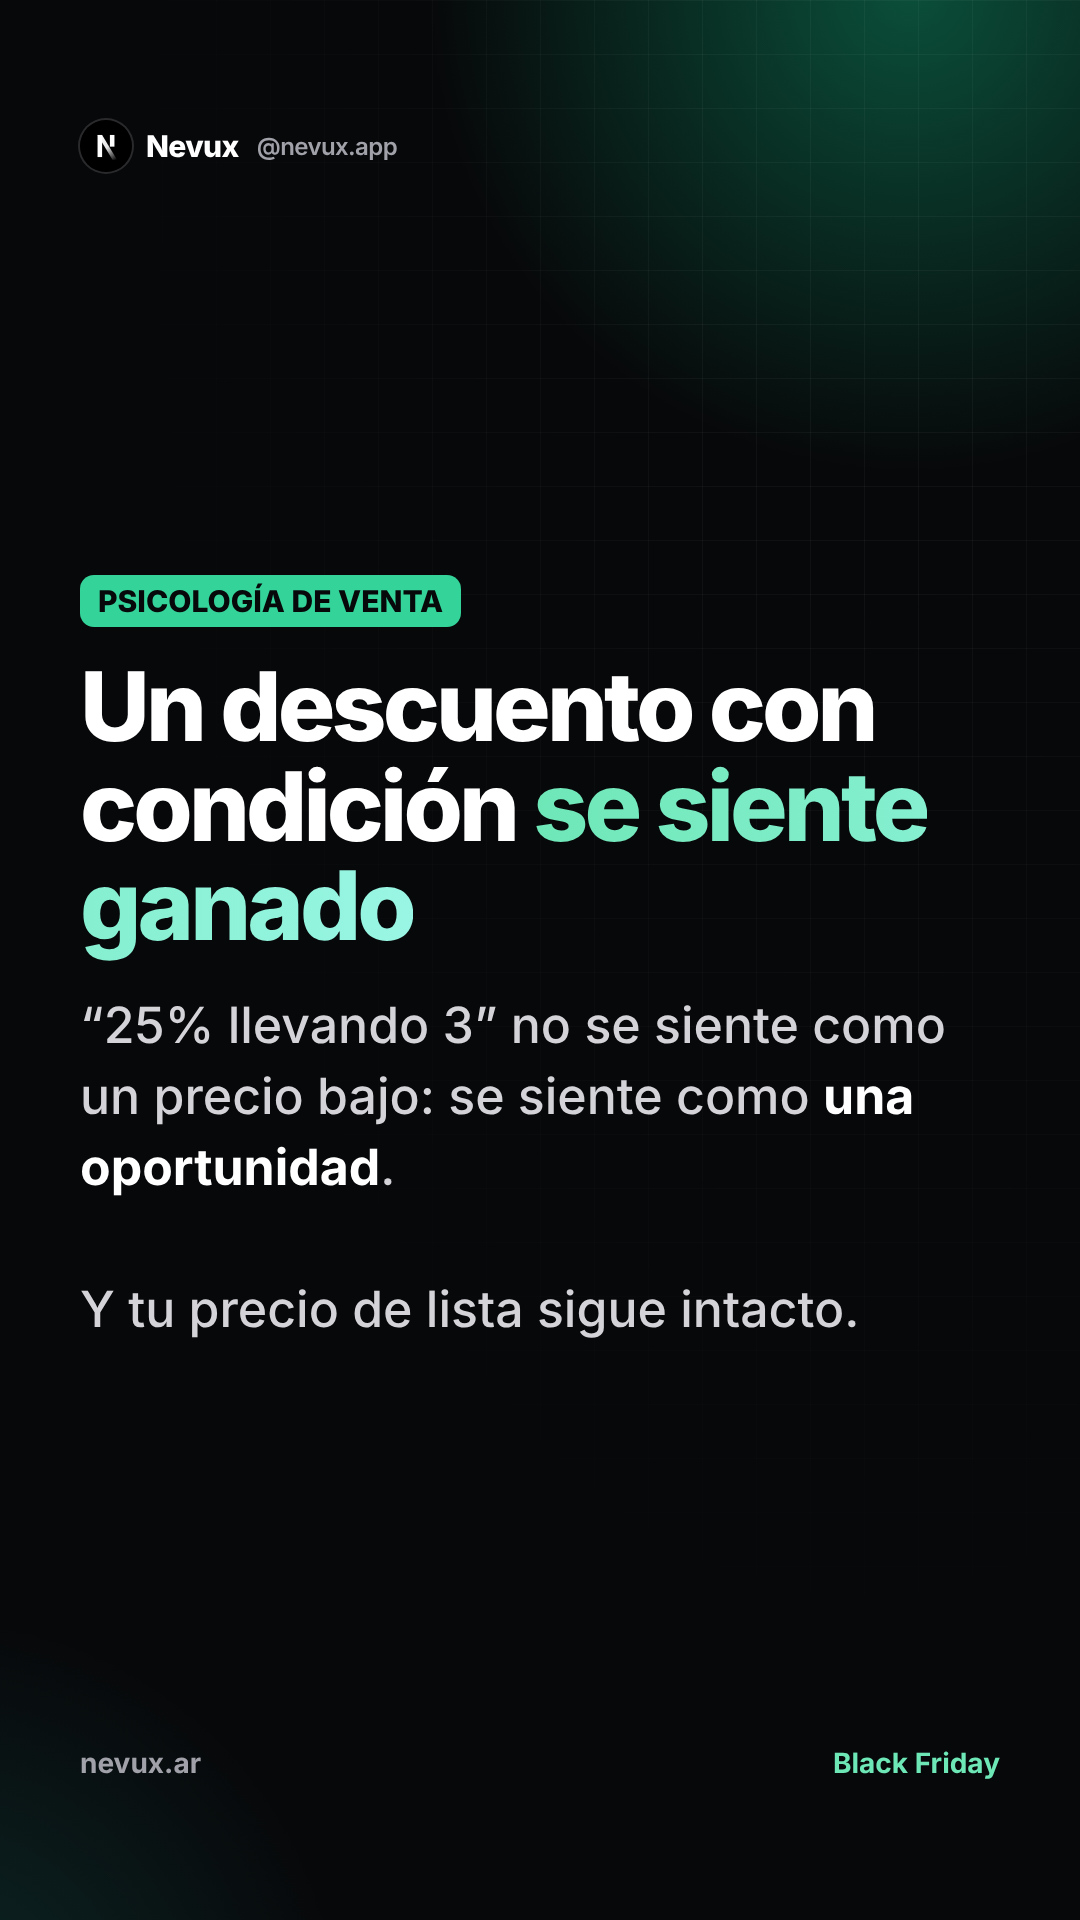 N Nevux @nevux.app
PSICOLOGÍA DE VENTA
Un descuento con
condición se siente
ganado
“25% llevando 3” no se siente como
un precio bajo: se siente como una
oportunidad.
Y tu precio de lista sigue intacto.
nevux.ar
Black Friday